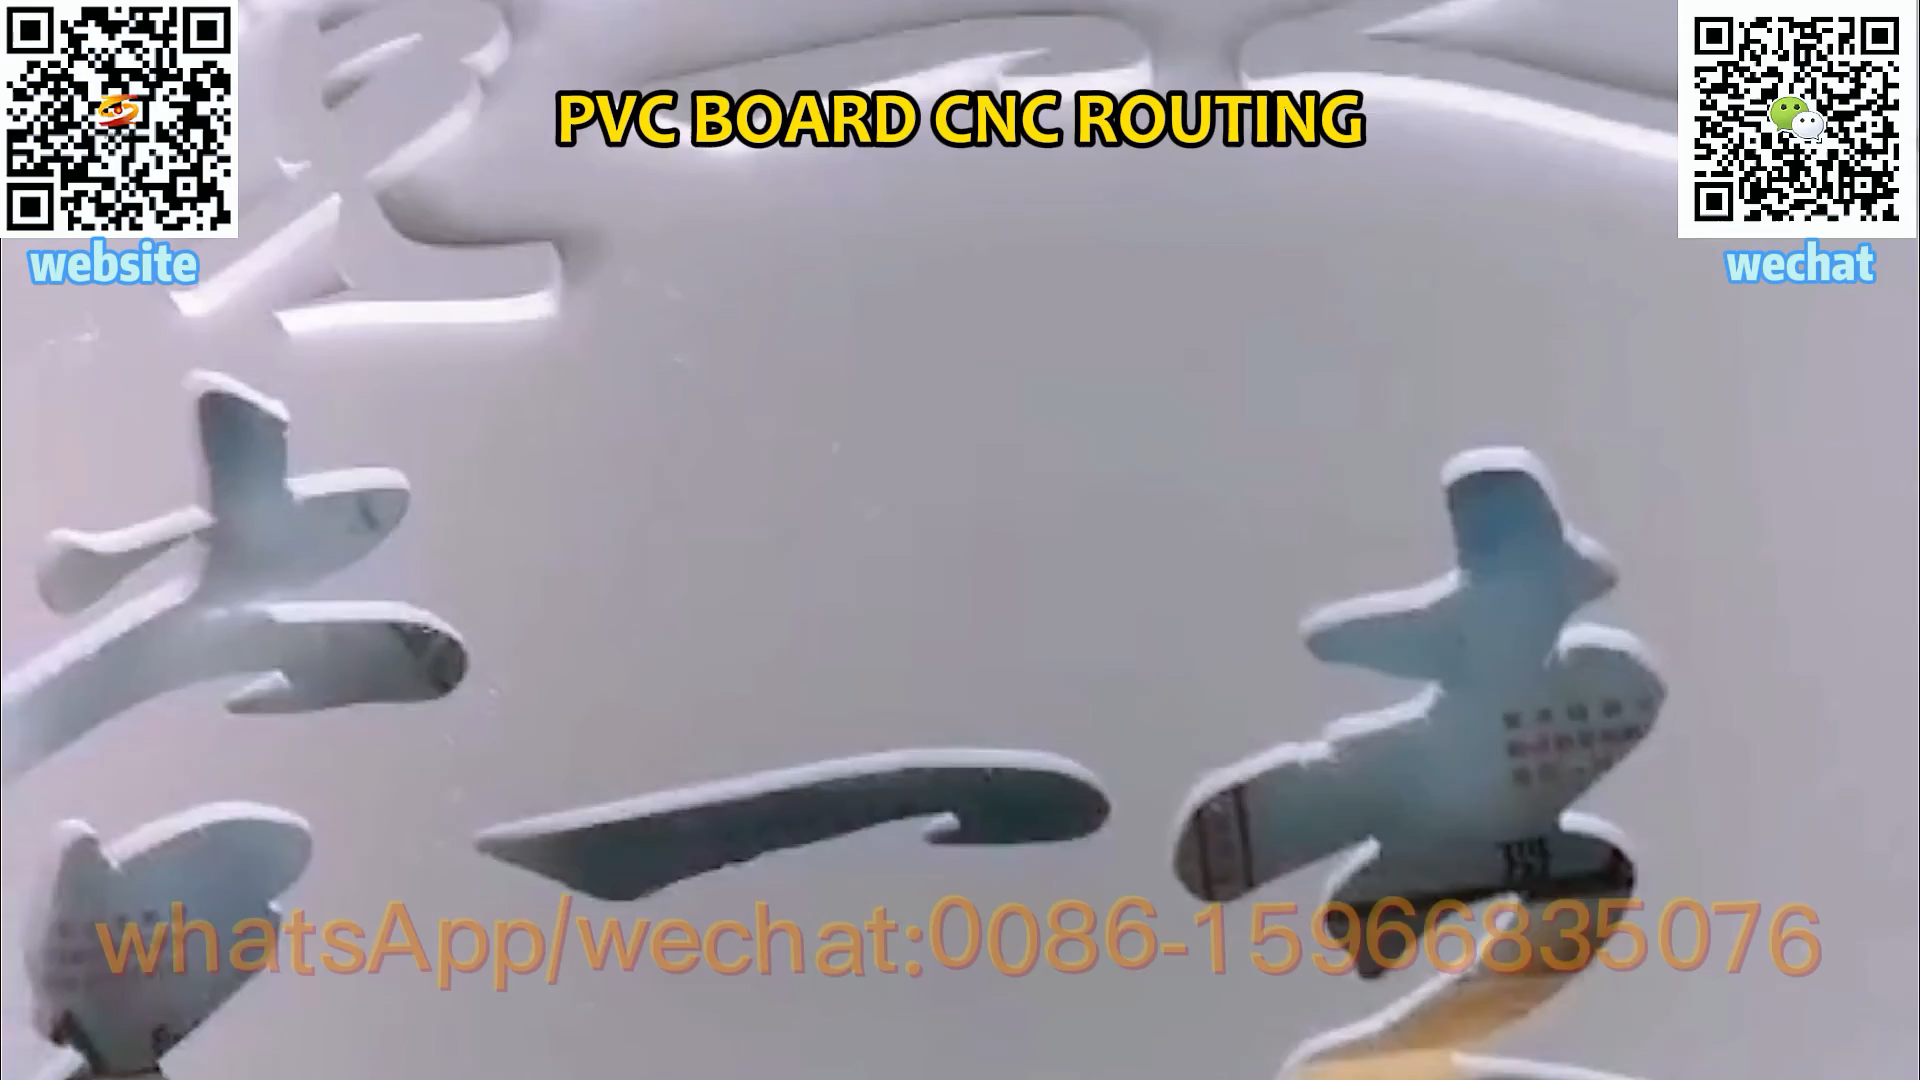 PVC BOARD CNC ROUTING
website
wechat
whatsApp/wechat:0086-15966835076